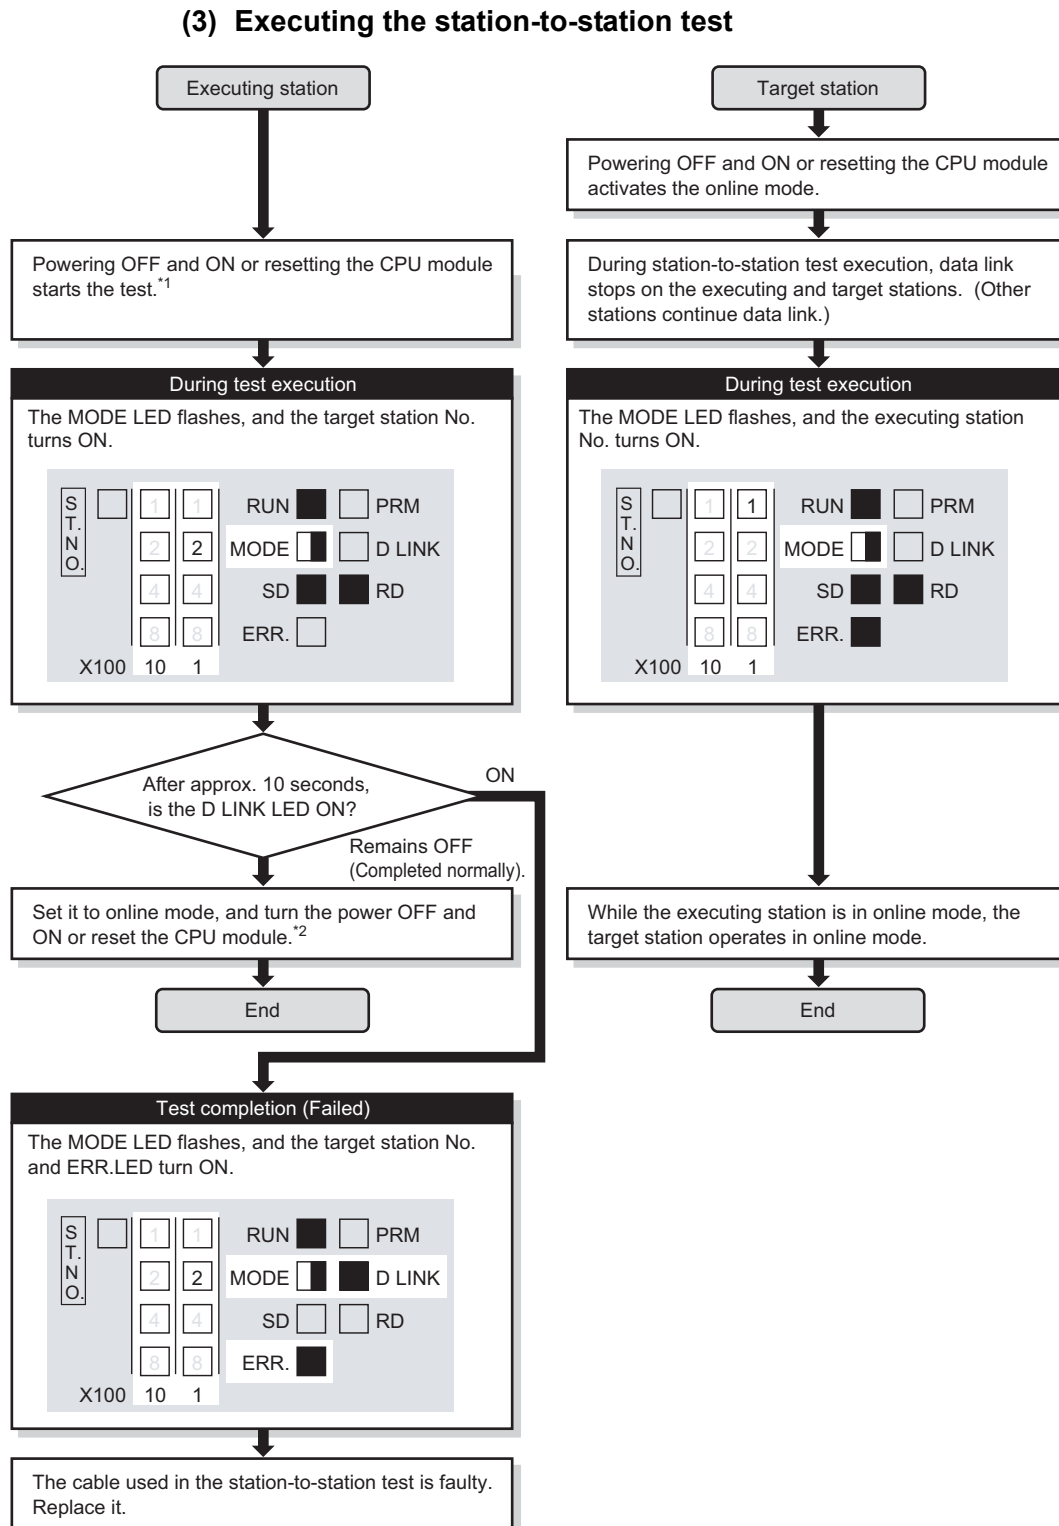 (3) Executing the station-to-station test
Executing station
Powering OFF and ON or resetting the CPU module
starts the test.*1
During test execution
The MODE LED flashes, and the target station No.
turns ON.
ST.NO.
1 1 RUN PRM
2 2 MODE D LINK
4 4 SD RD
8 8 ERR.
X100 10 1
After approx. 10 seconds,
is the D LINK LED ON?
ON
Remains OFF
(Completed normally).
Set it to online mode, and turn the power OFF and
ON or reset the CPU module.*2
End
Test completion (Failed)
The MODE LED flashes, and the target station No.
and ERR.LED turn ON.
ST.NO.
1 1 RUN PRM
2 2 MODE D LINK
4 4 SD RD
8 8 ERR.
X100 10 1
The cable used in the station-to-station test is faulty.
Replace it.
Target station
Powering OFF and ON or resetting the CPU module
activates the online mode.
During station-to-station test execution, data link
stops on the executing and target stations. (Other
stations continue data link.)
During test execution
The MODE LED flashes, and the executing station
No. turns ON.
ST.NO.
1 1 RUN PRM
2 2 MODE D LINK
4 4 SD RD
8 8 ERR.
X100 10 1
While the executing station is in online mode, the
target station operates in online mode.
End